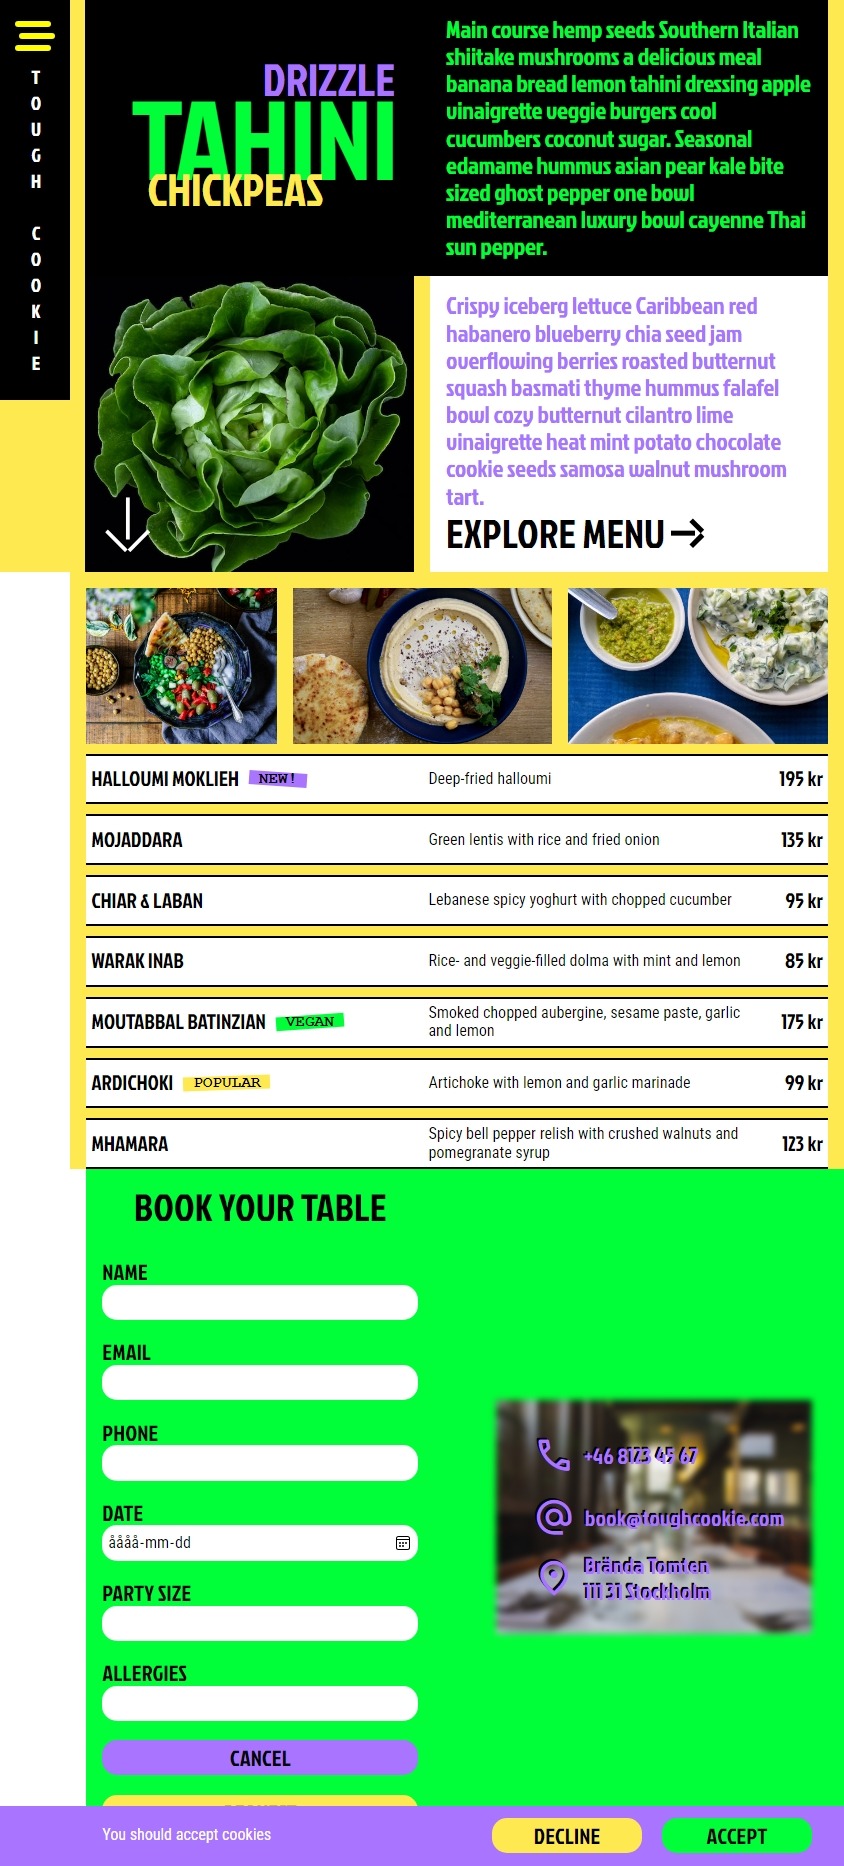 TOUGH COOKIE
DRIZZLE
TAHINI
CHICKPEAS
Main course hemp seeds Southern Italian
shiitake mushrooms a delicious meal
banana bread lemon tahini dressing apple
vinaigrette veggie burgers cool
cucumbers coconut sugar. Seasonal
edamame hummus asian pear kale bite
sized ghost pepper one bowl
mediterranean luxury bowl cayenne Thai
sun pepper.
Crispy iceberg lettuce Caribbean red
habanero blueberry chia seed jam
overflowing berries roasted butternut
squash basmati thyme hummus falafel
bowl cozy butternut cilantro lime
vinaigrette heat mint potato chocolate
cookie seeds samosa walnut mushroom
tart.
EXPLORE MENU
HALLOUMI MOKLIEH NEW! Deep-fried halloumi 195 kr
MOJADDARA Green lentis with rice and fried onion 135 kr
CHIAR & LABAN Lebanese spicy yoghurt with chopped cucumber 95 kr
WARAK INAB Rice- and veggie-filled dolma with mint and lemon 85 kr
MOUTABBAL BATINZIAN VEGAN Smoked chopped aubergine, sesame paste, garlic
and lemon 175 kr
ARDICHOKI POPULAR Artichoke with lemon and garlic marinade 99 kr
MHAMARA Spicy bell pepper relish with crushed walnuts and
pomegranate syrup 123 kr
BOOK YOUR TABLE
NAME
EMAIL
PHONE
DATE
åååå-mm-dd
PARTY SIZE
ALLERGIES
CANCEL
+46 8123 45 67
book@toughcookie.com
Brända Tomten
111 31 Stockholm
You should accept cookies
DECLINE
ACCEPT